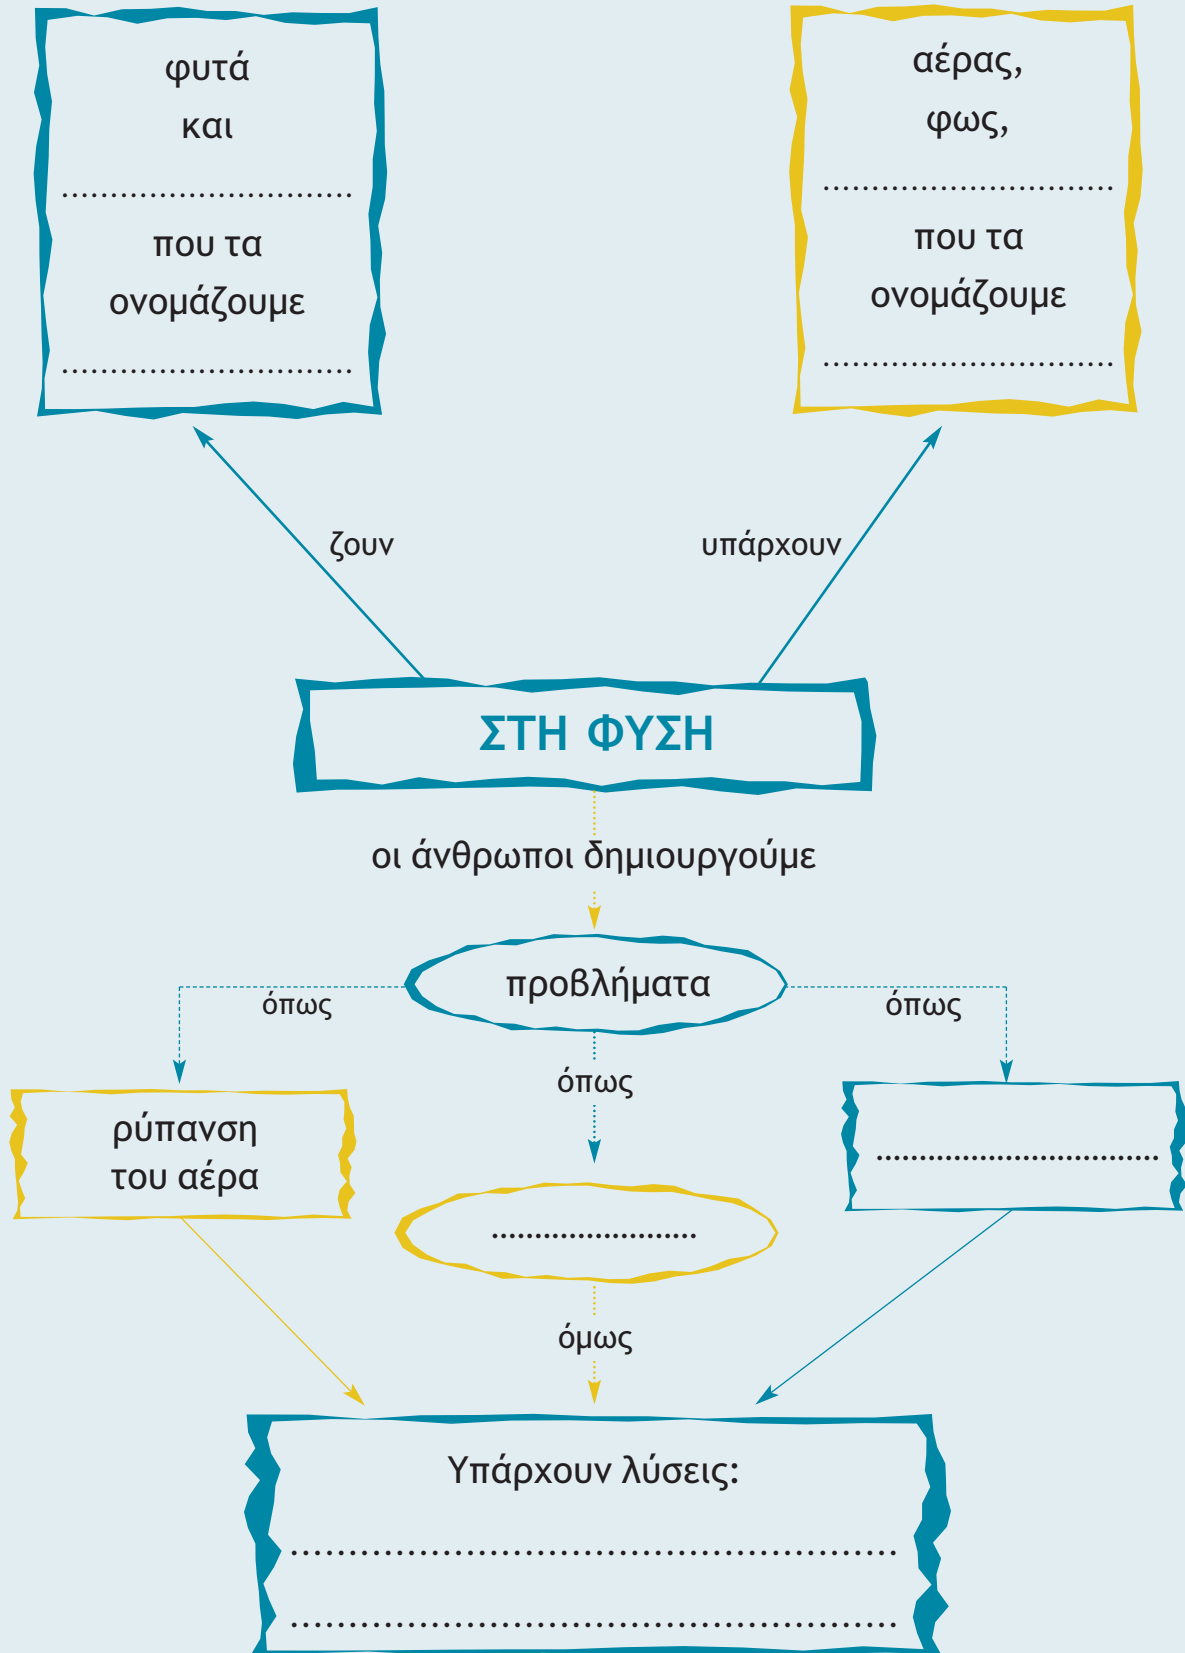 φυτά
και
..............................
που τα
ονομάζουμε
..............................
αέρας,
φως,
..............................
που τα
ονομάζουμε
..............................
ζουν
υπάρχουν
ΣΤΗ ΦΥΣΗ
οι άνθρωποι δημιουργούμε
προβλήματα
όπως
όπως
όπως
ρύπανση
του αέρα
.................................
........................
όμως
Υπάρχουν λύσεις:
....................................................
....................................................